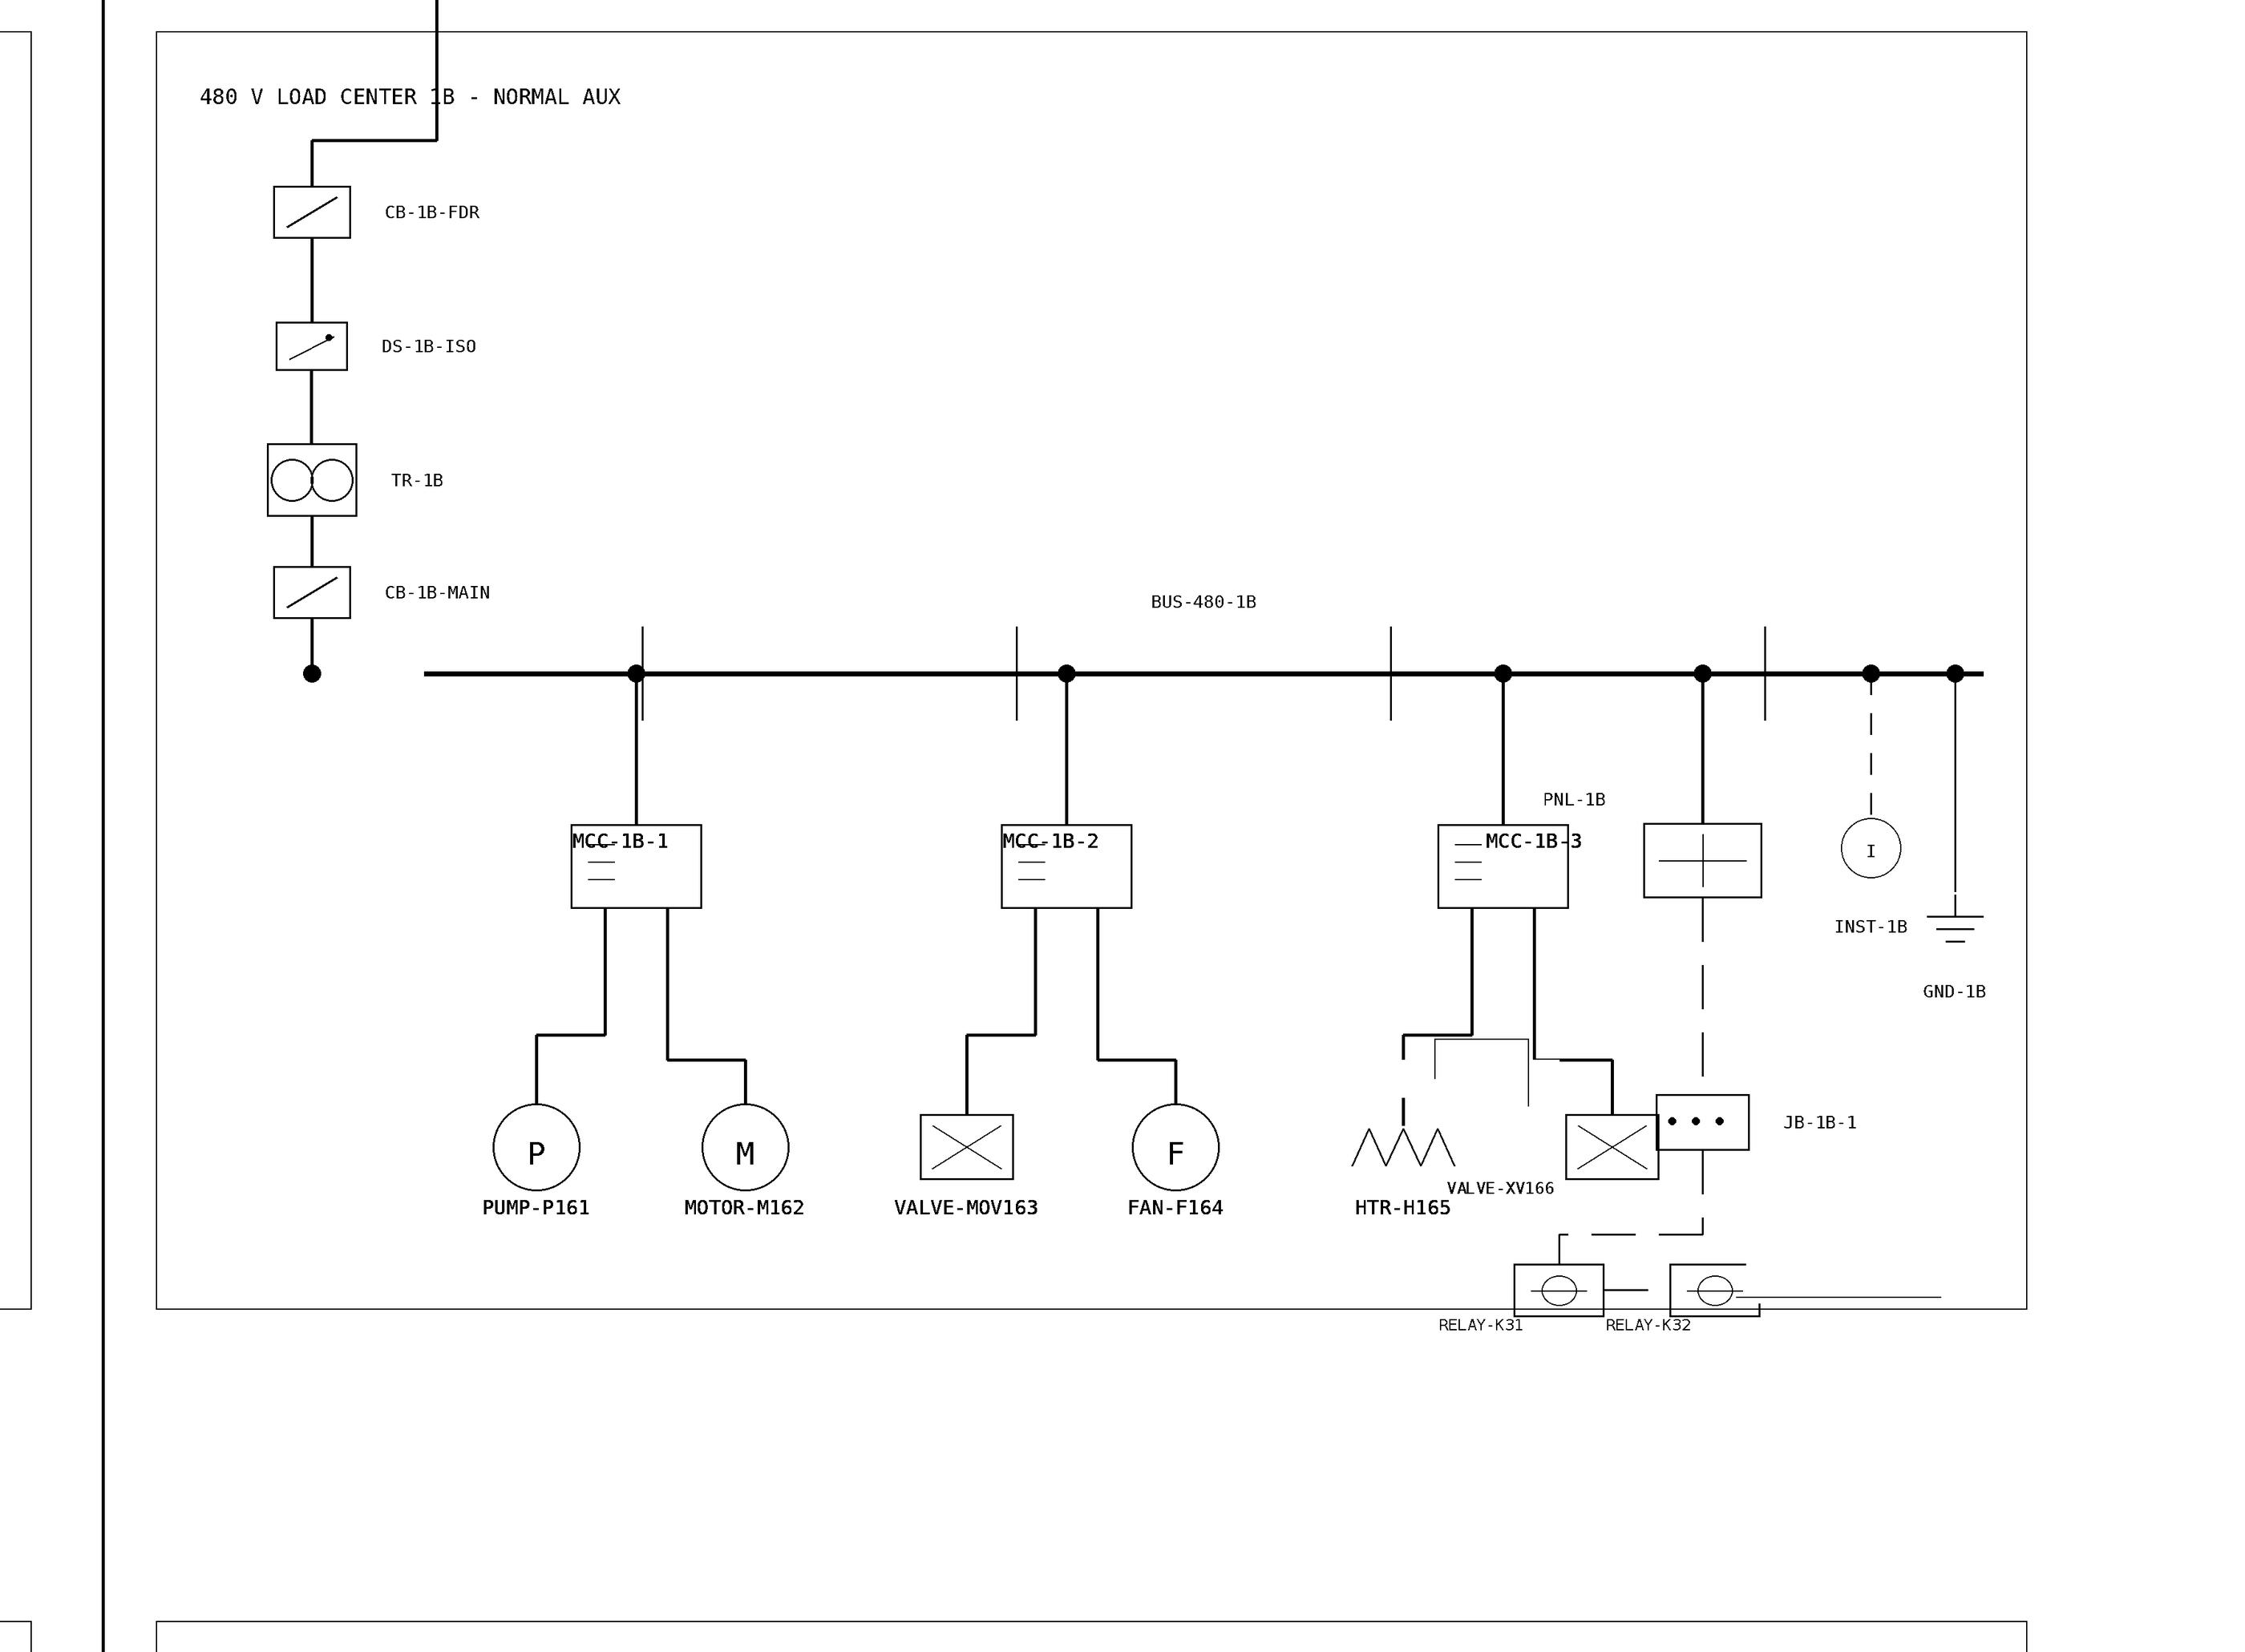 480 V LOAD CENTER 1B - NORMAL AUX
CB-1B-FDR
DS-1B-ISO
TR-1B
CB-1B-MAIN
BUS-480-1B
PNL-1B
MCC-1B-1
MCC-1B-2
MCC-1B-3
I
INST-1B
GND-1B
JB-1B-1
P
M
F
VALVE-XV166
PUMP-P161
MOTOR-M162
VALVE-MOV163
FAN-F164
HTR-H165
RELAY-K31
RELAY-K32